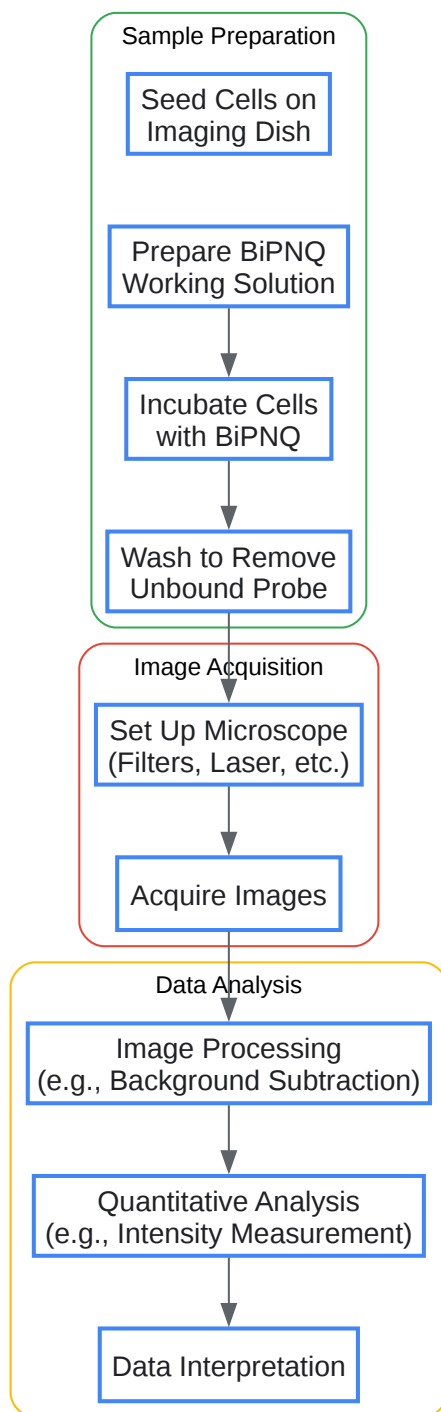 Sample Preparation
Seed Cells on
Imaging Dish
Prepare BiPNQ
Working Solution
Incubate Cells
with BiPNQ
Wash to Remove
Unbound Probe
Image Acquisition
Set Up Microscope
(Filters, Laser, etc.)
Acquire Images
Data Analysis
Image Processing
(e.g., Background Subtraction)
Quantitative Analysis
(e.g., Intensity Measurement)
Data Interpretation